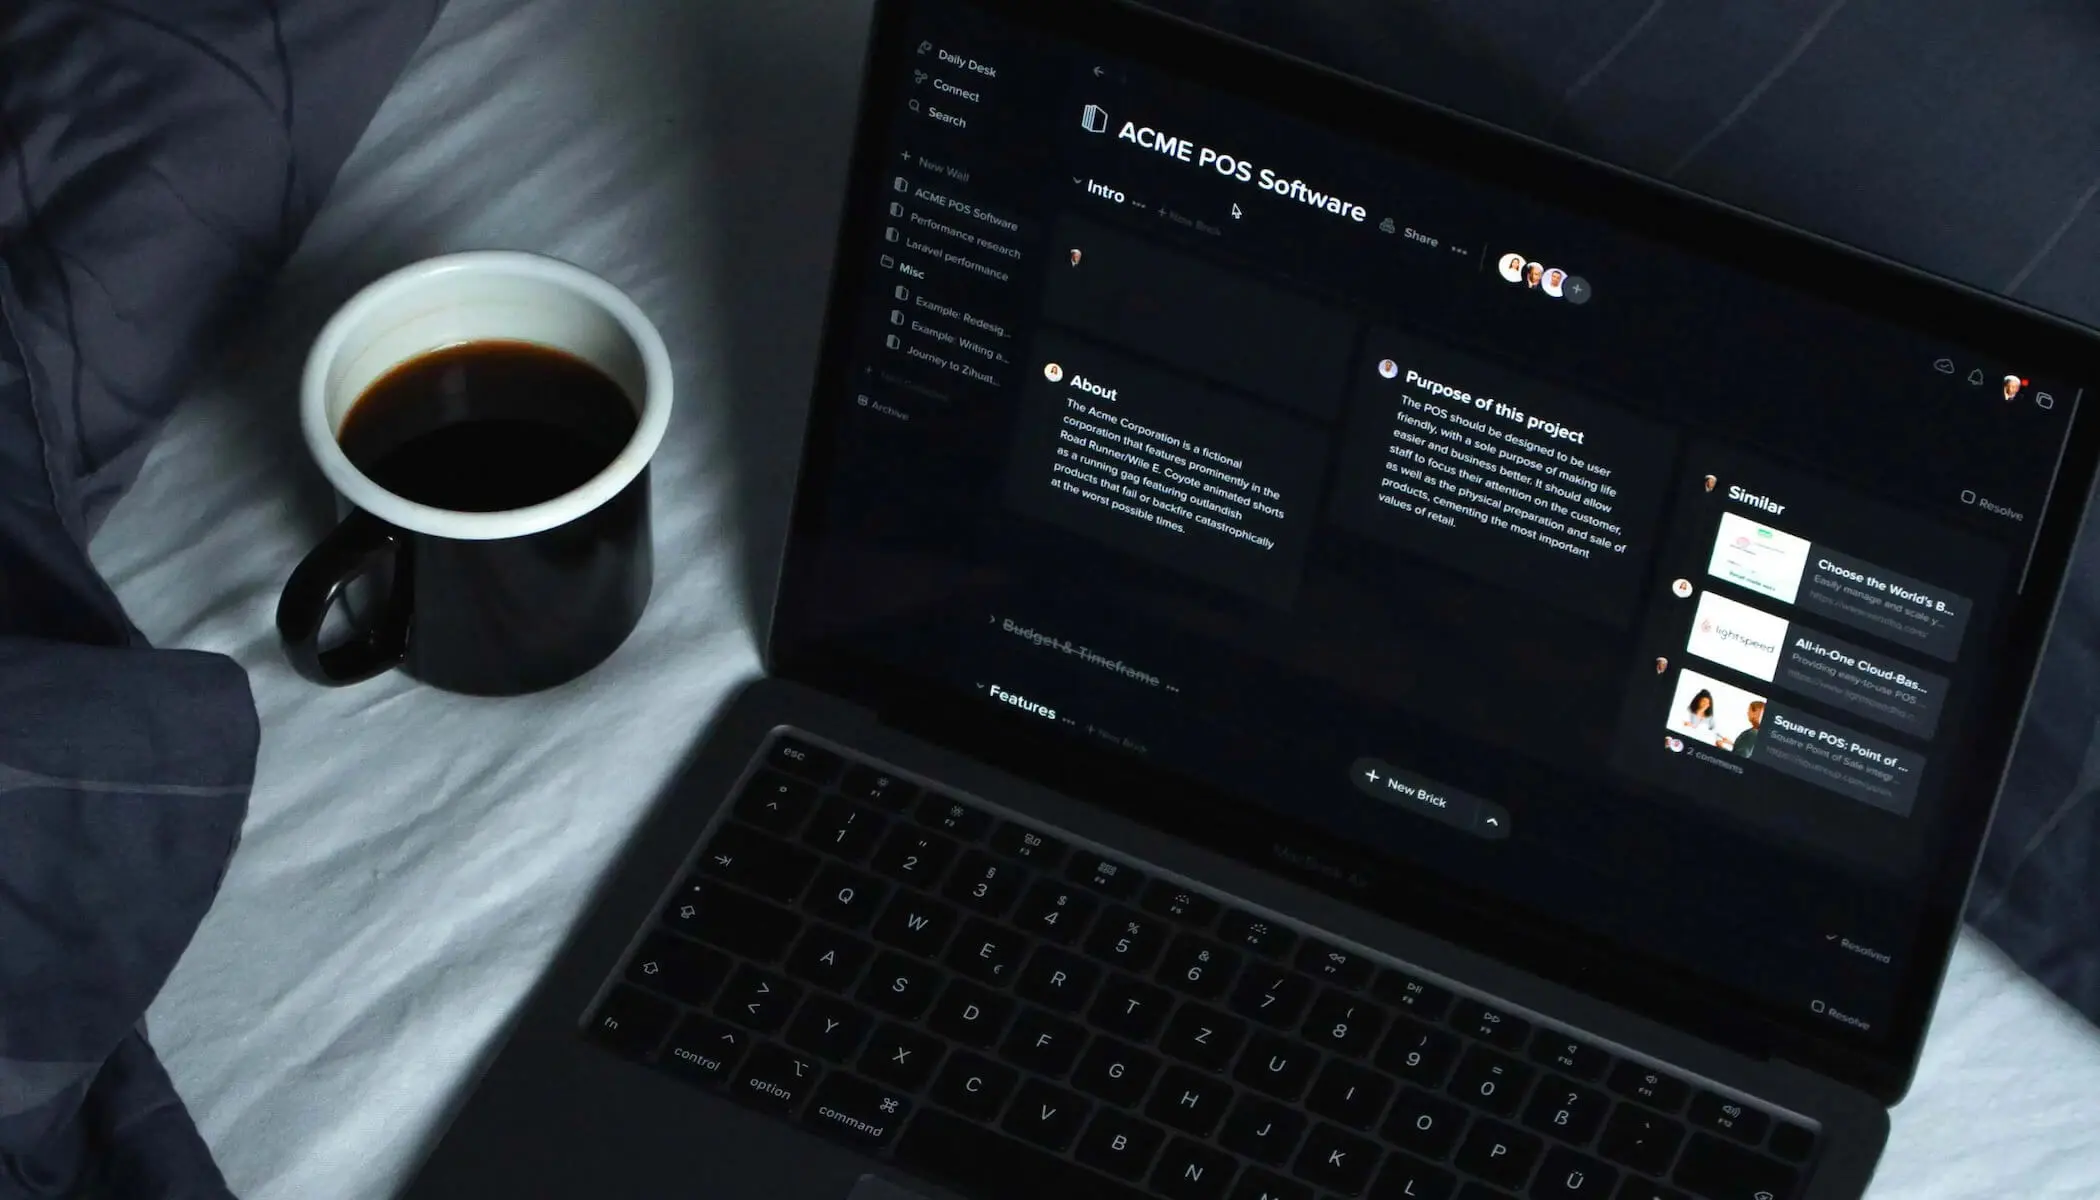 Daily Desk
Connect
Search
New Wall
ACME POS Software
Performance research
Laravel performance
Misc
Example: Redesig...
Example: Writing a...
Journey to Zihuat...
Archive
ACME POS Software
Share
Intro
+ New Brick
About
The Acme Corporation is a fictional
corporation that features prominently in the
Road Runner/Wile E. Coyote animated shorts
as a running gag featuring outlandish
products that fail or backfire catastrophically
at the worst possible times.
Purpose of this project
The POS should be designed to be user
friendly, with a sole purpose of making life
easier and business better. It should allow
staff to focus their attention on the customer,
as well as the physical preparation and sale of
products, cementing the most important
values of retail.
Resolve
Similar
Choose the World's B...
Easily manage and scale y...
lightspeed
All-in-One Cloud-Bas...
Providing easy-to-use POS...
Square POS: Point of ...
Square Point of Sale integr...
2 comments
Budget & Timeframe
Features
+ New Brick
+ New Brick
Resolved
Resolve
MacBook Air
esc
F1
F2
F3
F4
F5
F6
F7
F8
F9
F10
F11
F12
° ^
! 1
" 2
§ 3
$ 4
% 5
& 6
/ 7
( 8
) 9
= 0
? ß
Q W E € R T Z U I O P Ü
A S D F G H J K L
> <
Y X C V B N M
fn
control
option
command